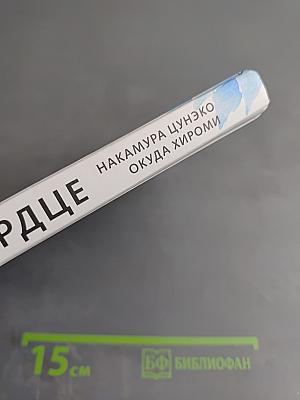 РДЦЕ
НАКАМУРА ЦУНЭКО
ОКУДА ХИРОМИ
15 см
БФ БИБЛИОФАН